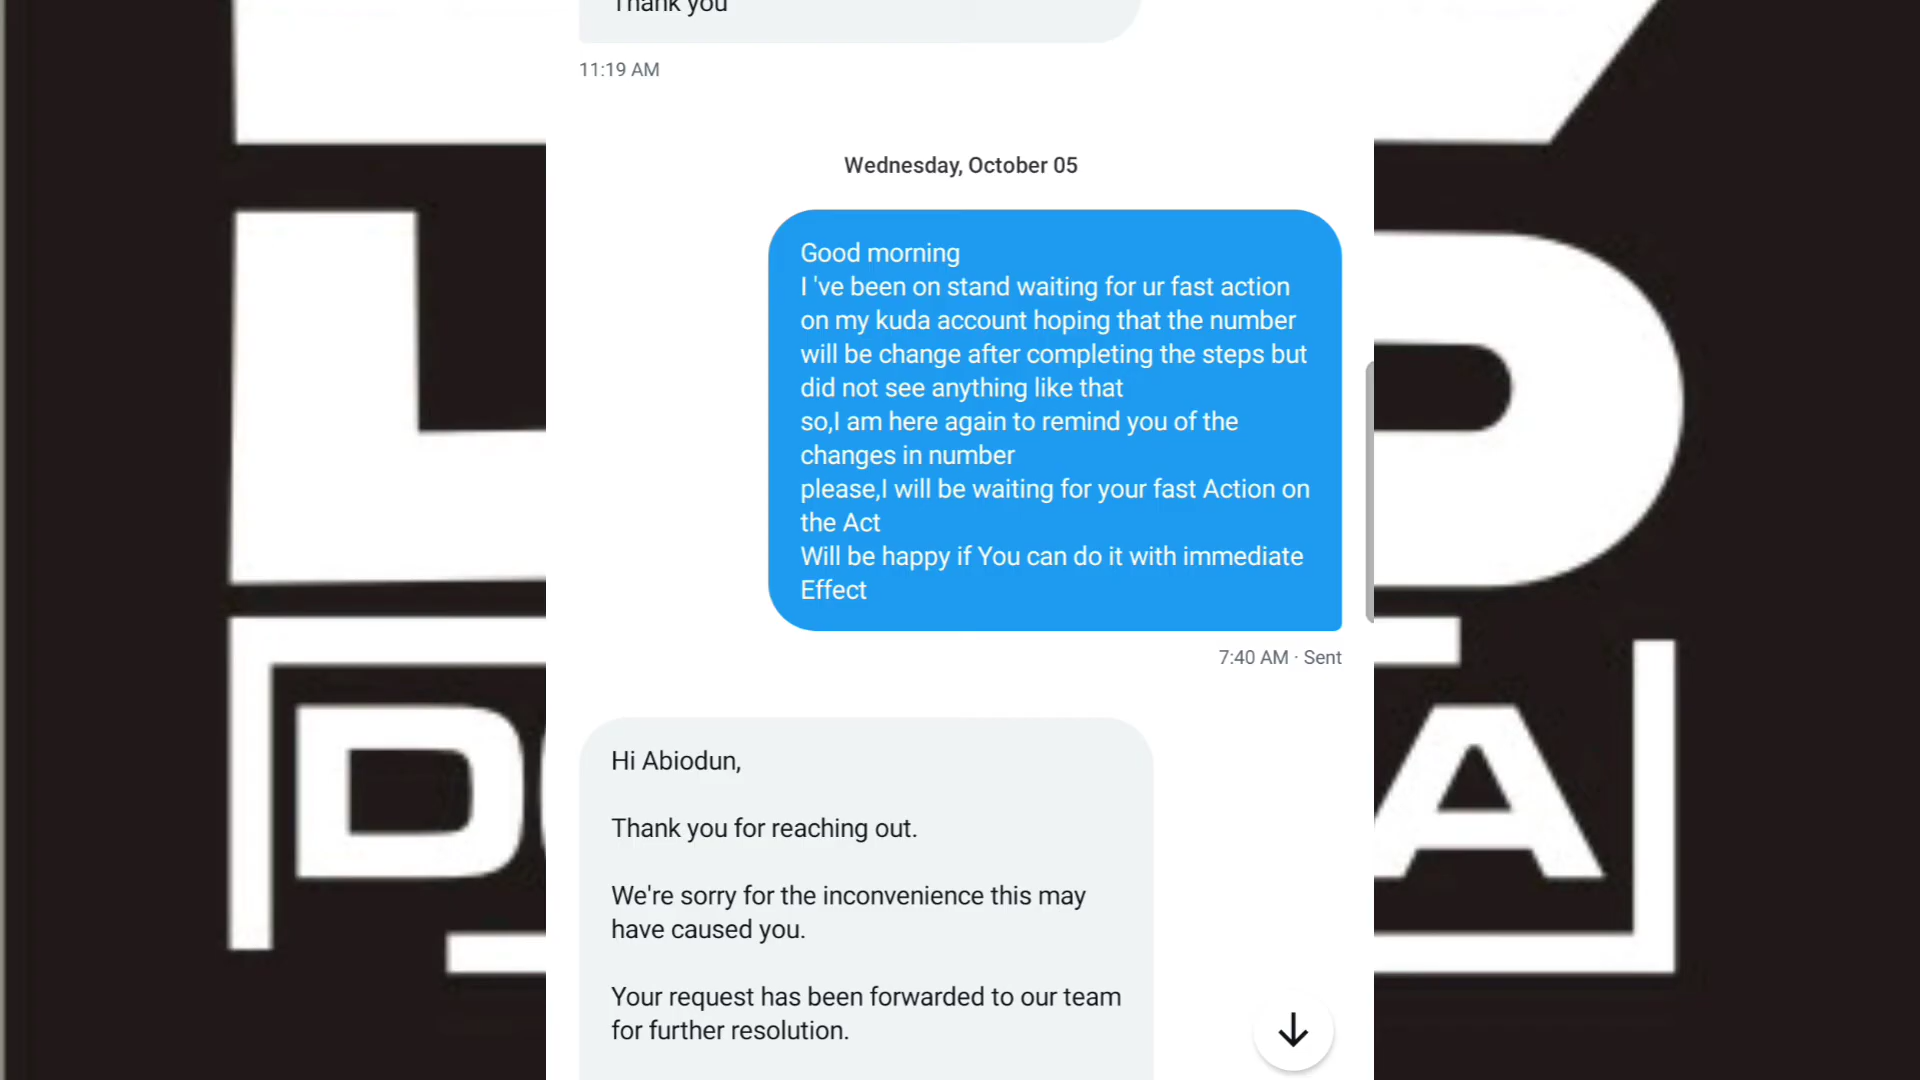 Thank you
11:19 AM
Wednesday, October 05
Good morning
I 've been on stand waiting for ur fast action
on my kuda account hoping that the number
will be change after completing the steps but
did not see anything like that
so,I am here again to remind you of the
changes in number
please,I will be waiting for your fast Action on
the Act
Will be happy if You can do it with immediate
Effect
7:40 AM · Sent
Hi Abiodun,
Thank you for reaching out.
We're sorry for the inconvenience this may
have caused you.
Your request has been forwarded to our team
for further resolution.